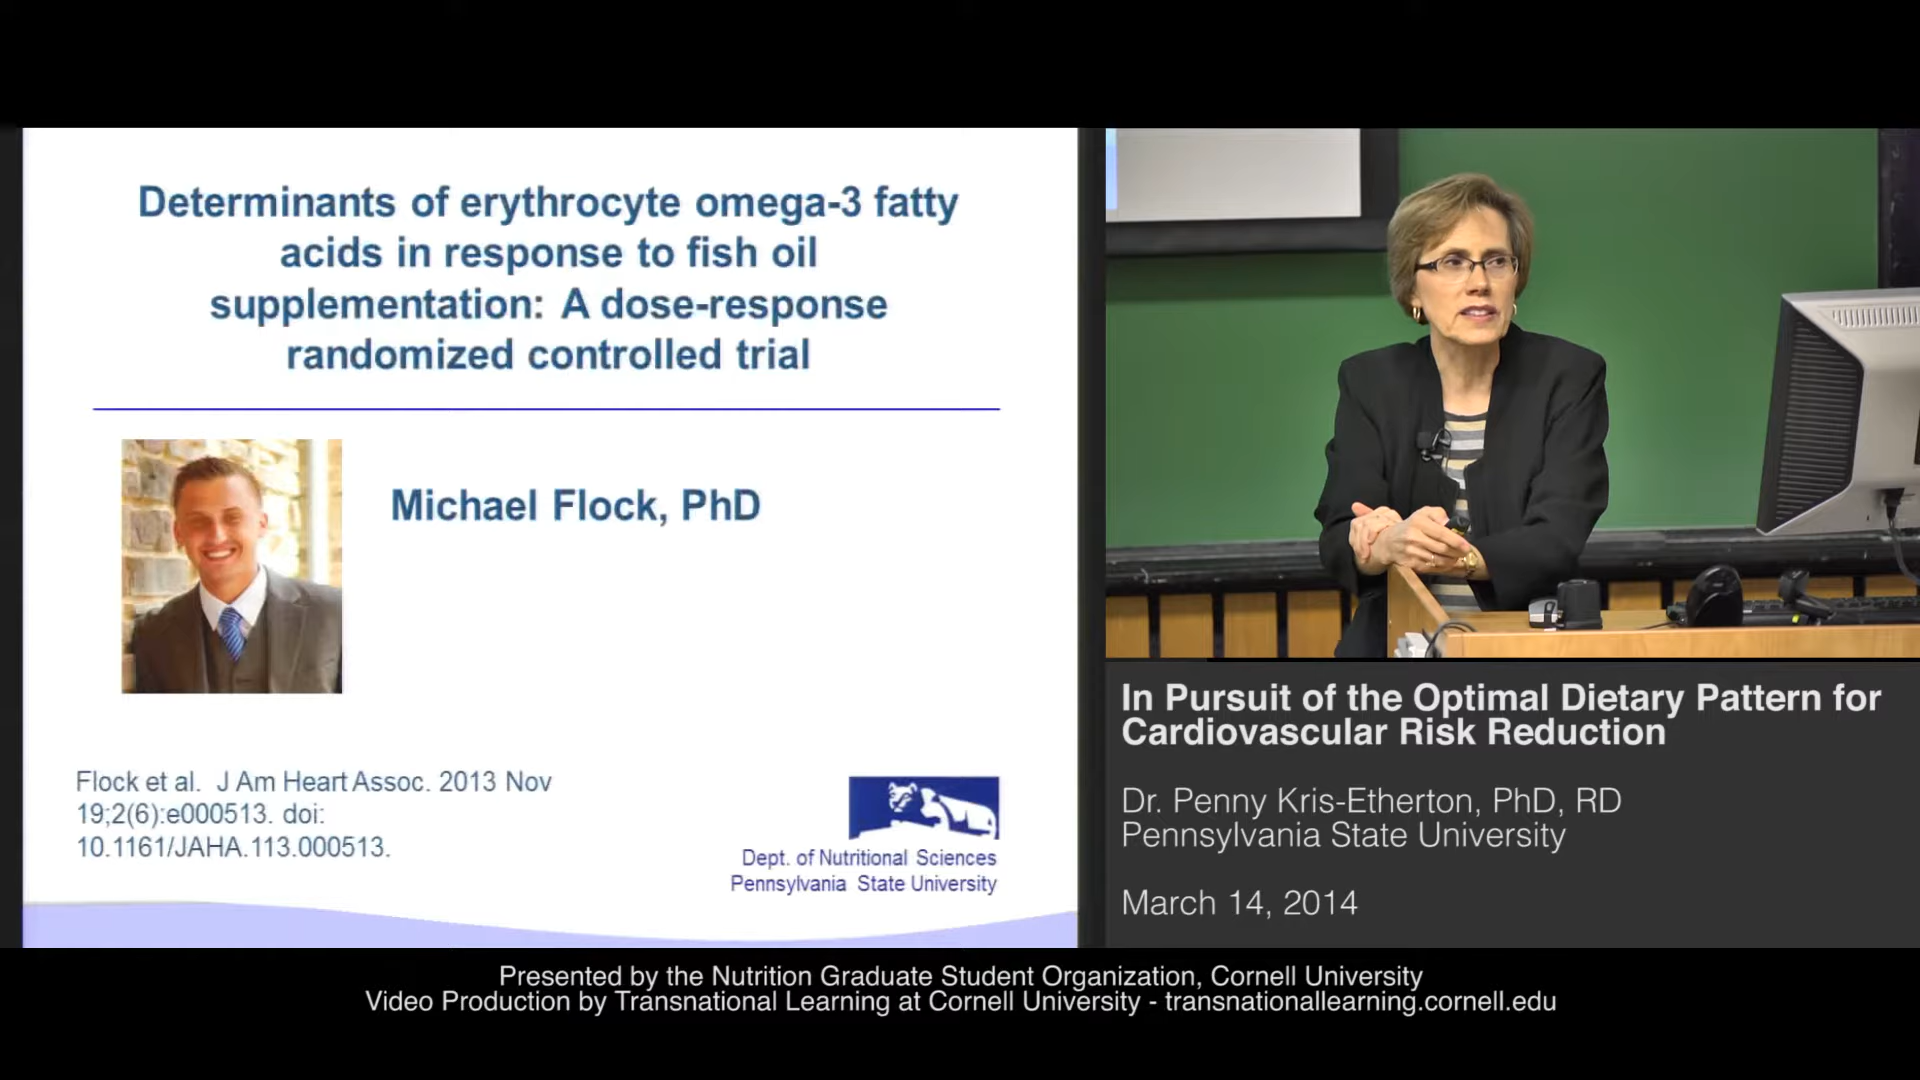 Determinants of erythrocyte omega-3 fatty
acids in response to fish oil
supplementation: A dose-response
randomized controlled trial
Michael Flock, PhD
Flock et al. J Am Heart Assoc. 2013 Nov
19;2(6):e000513. doi:
10.1161/JAHA.113.000513.
Dept. of Nutritional Sciences
Pennsylvania State University
In Pursuit of the Optimal Dietary Pattern for
Cardiovascular Risk Reduction
Dr. Penny Kris-Etherton, PhD, RD
Pennsylvania State University
March 14, 2014
Presented by the Nutrition Graduate Student Organization, Cornell University
Video Production by Transnational Learning at Cornell University - transnationallearning.cornell.edu